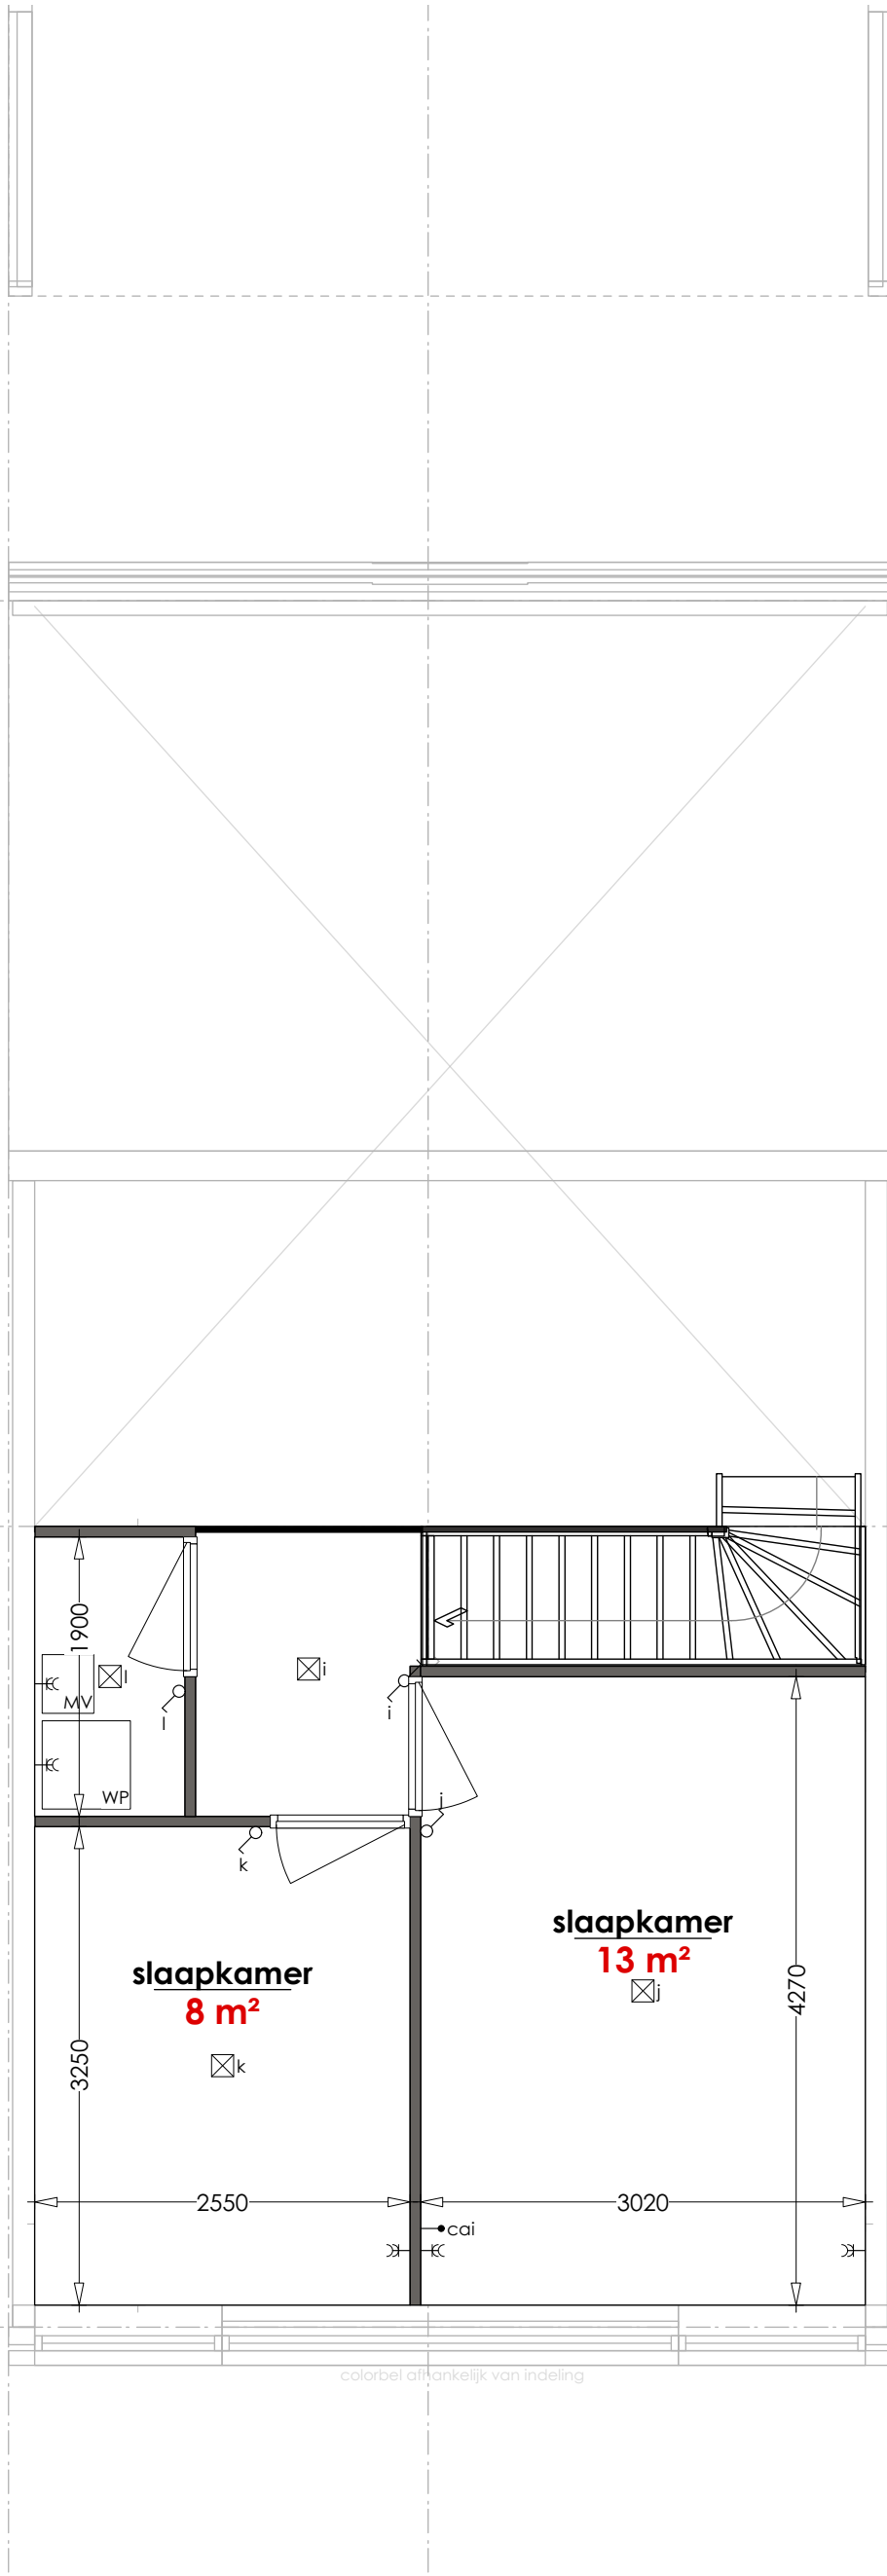 1900
l
i
MV
l
i
WP
j
k
slaapkamer
13 m²
j
slaapkamer
8 m²
k
4270
3250
2550
3020
cai
colorbel afhankelijk van indeling